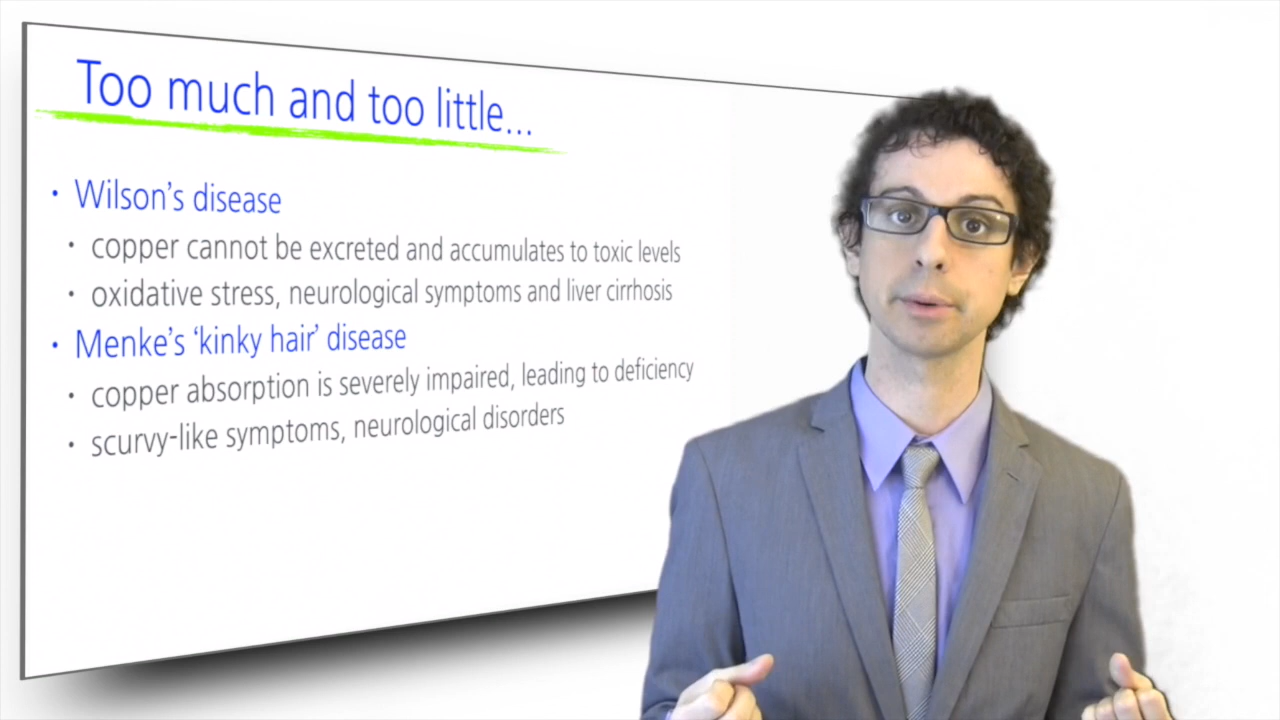 Too much and too little...
• Wilson's disease
• copper cannot be excreted and accumulates to toxic levels
• oxidative stress, neurological symptoms and liver cirrhosis
• Menke's 'kinky hair' disease
• copper absorption is severely impaired, leading to deficiency
• scurvy-like symptoms, neurological disorders